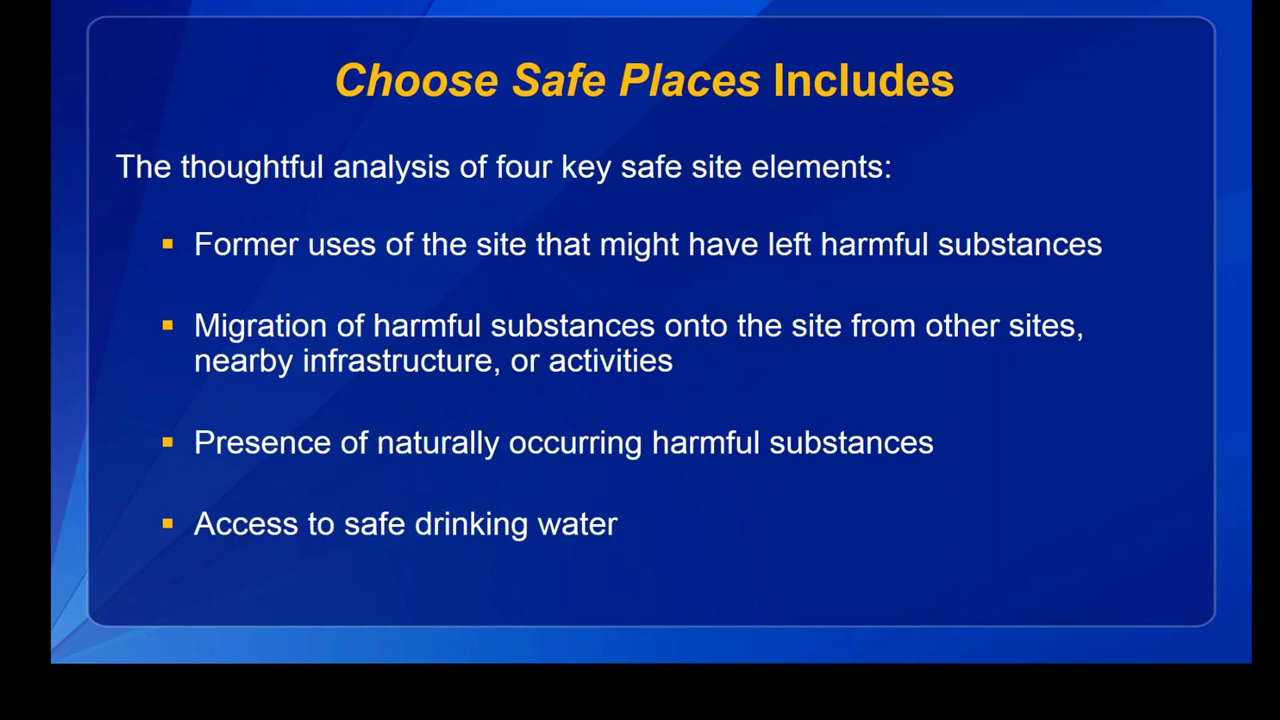 Choose Safe Places Includes
The thoughtful analysis of four key safe site elements:
▪ Former uses of the site that might have left harmful substances
▪ Migration of harmful substances onto the site from other sites,
nearby infrastructure, or activities
▪ Presence of naturally occurring harmful substances
▪ Access to safe drinking water